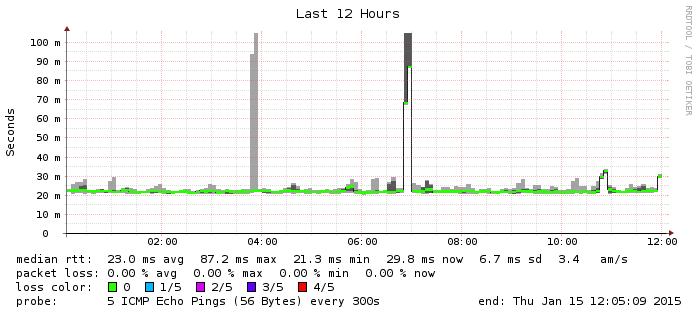 Last 12 Hours
RRDTOOL / TOBI OETIKER
Seconds
100 m
90 m
80 m
70 m
60 m
50 m
40 m
30 m
20 m
10 m
0
02:00 04:00 06:00 08:00 10:00 12:00
median rtt: 23.0 ms avg 87.2 ms max 21.3 ms min 29.8 ms now 6.7 ms sd 3.4 am/s
packet loss: 0.00 % avg 0.00 % max 0.00 % min 0.00 % now
loss color: 0 1/5 2/5 3/5 4/5
probe: 5 ICMP Echo Pings (56 Bytes) every 300s end: Thu Jan 15 12:05:09 2015